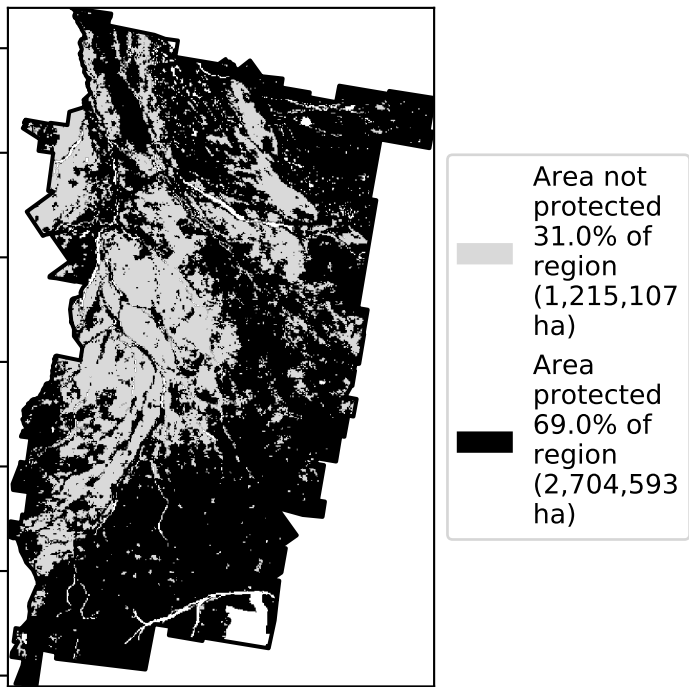 Area not
protected
31.0% of
region
(1,215,107
ha)
Area
protected
69.0% of
region
(2,704,593
ha)